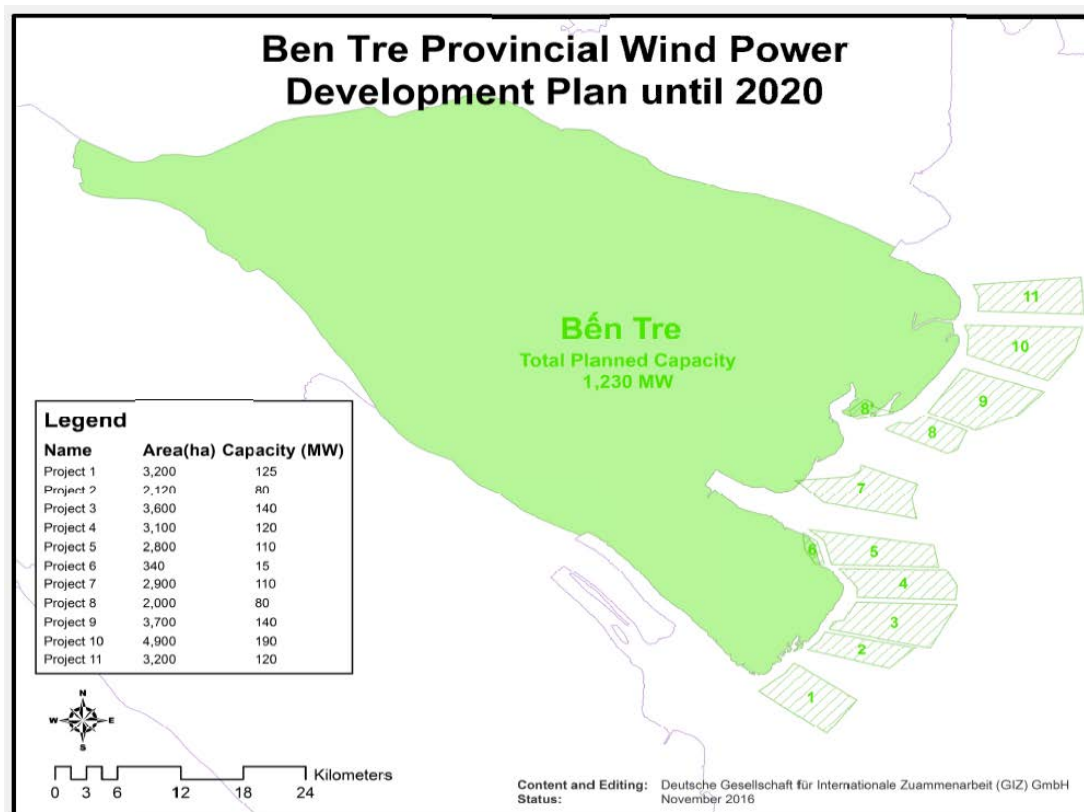 Ben Tre Provincial Wind Power
Development Plan until 2020
11
10
9
8*
8
7
6
5
4
3
2
1
Bến Tre
Total Planned Capacity
1,230 MW
Legend
Name Area(ha) Capacity (MW)
Project 1 3,200 125
Project 2 2,120 80
Project 3 3,600 140
Project 4 3,100 120
Project 5 2,800 110
Project 6 340 15
Project 7 2,900 110
Project 8 2,000 80
Project 9 3,700 140
Project 10 4,900 190
Project 11 3,200 120
N
W E
S
Kilometers
0 3 6 12 18 24
Content and Editing: Deutsche Gesellschaft für Internationale Zuammenarbeit (GIZ) GmbH
Status: November 2016